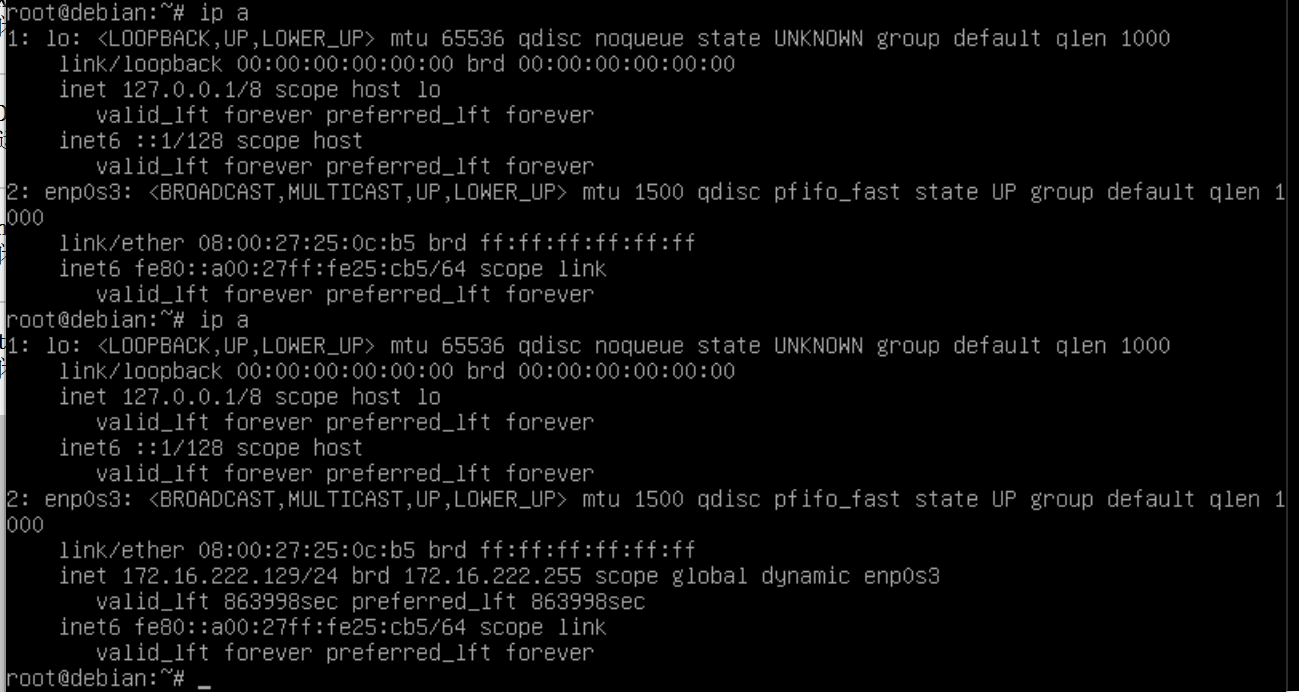 root@debian:~# ip a
1: lo: <LOOPBACK,UP,LOWER_UP> mtu 65536 qdisc noqueue state UNKNOWN group default qlen 1000
    link/loopback 00:00:00:00:00:00 brd 00:00:00:00:00:00
    inet 127.0.0.1/8 scope host lo
       valid_lft forever preferred_lft forever
    inet6 ::1/128 scope host
       valid_lft forever preferred_lft forever
2: enp0s3: <BROADCAST,MULTICAST,UP,LOWER_UP> mtu 1500 qdisc pfifo_fast state UP group default qlen 1
000
    link/ether 08:00:27:25:0c:b5 brd ff:ff:ff:ff:ff:ff
    inet6 fe80::a00:27ff:fe25:cb5/64 scope link
       valid_lft forever preferred_lft forever
root@debian:~# ip a
1: lo: <LOOPBACK,UP,LOWER_UP> mtu 65536 qdisc noqueue state UNKNOWN group default qlen 1000
    link/loopback 00:00:00:00:00:00 brd 00:00:00:00:00:00
    inet 127.0.0.1/8 scope host lo
       valid_lft forever preferred_lft forever
    inet6 ::1/128 scope host
       valid_lft forever preferred_lft forever
2: enp0s3: <BROADCAST,MULTICAST,UP,LOWER_UP> mtu 1500 qdisc pfifo_fast state UP group default qlen 1
000
    link/ether 08:00:27:25:0c:b5 brd ff:ff:ff:ff:ff:ff
    inet 172.16.222.129/24 brd 172.16.222.255 scope global dynamic enp0s3
       valid_lft 863998sec preferred_lft 863998sec
    inet6 fe80::a00:27ff:fe25:cb5/64 scope link
       valid_lft forever preferred_lft forever
root@debian:~# _